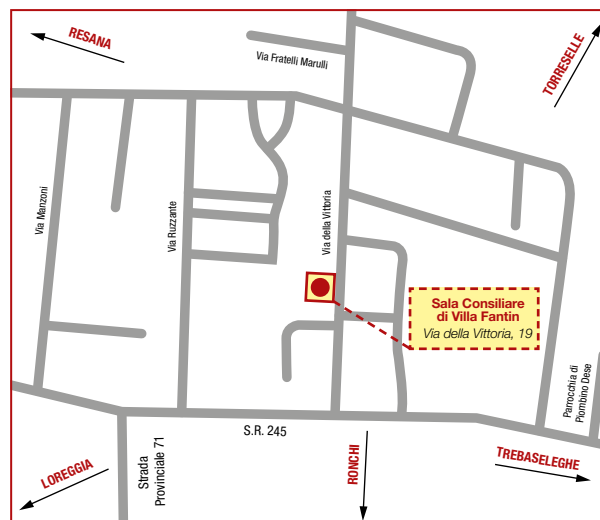 RESANA
Via Fratelli Marulli
TORRESELLE
Via Manzoni
Via Ruzzante
Via della Vittoria
Sala Consiliare
di Villa Fantin
Via della Vittoria, 19
Parrocchia di
Piombino Dese
S.R. 245
Strada
Provinciale 71
LOREGGIA
RONCHI
TREBASELEGHE